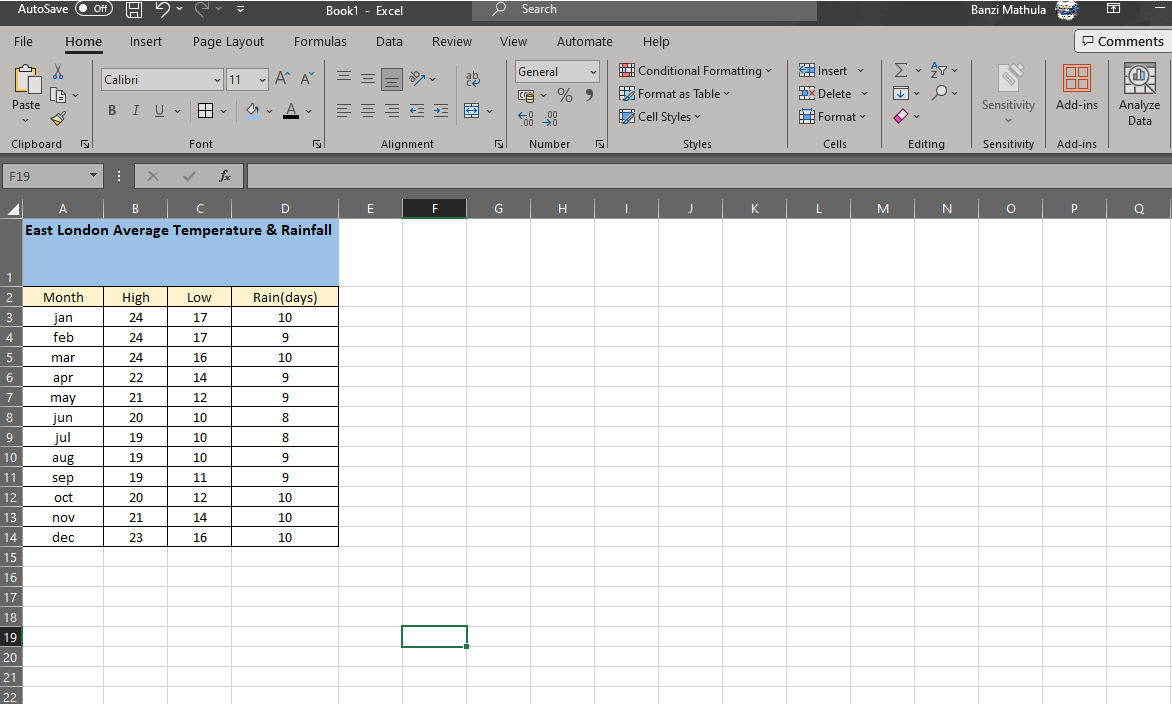 AutoSave Off Book1 - Excel Search Banzi Mathula
File Home Insert Page Layout Formulas Data Review View Automate Help Comments
Paste Calibri 11 A A ab General Conditional Formatting Insert Σ A Z Sensitivity Add-ins Analyze Data
B I U A % 9 Format as Table Delete
Cell Styles Format
Clipboard Font Alignment Number Styles Cells Editing Sensitivity Add-ins
F19 fx
A B C D E F G H I J K L M N O P Q
East London Average Temperature & Rainfall
1
2 Month High Low Rain(days)
3 jan 24 17 10
4 feb 24 17 9
5 mar 24 16 10
6 apr 22 14 9
7 may 21 12 9
8 jun 20 10 8
9 jul 19 10 8
10 aug 19 10 9
11 sep 19 11 9
12 oct 20 12 10
13 nov 21 14 10
14 dec 23 16 10
15
16
17
18
19
20
21
22